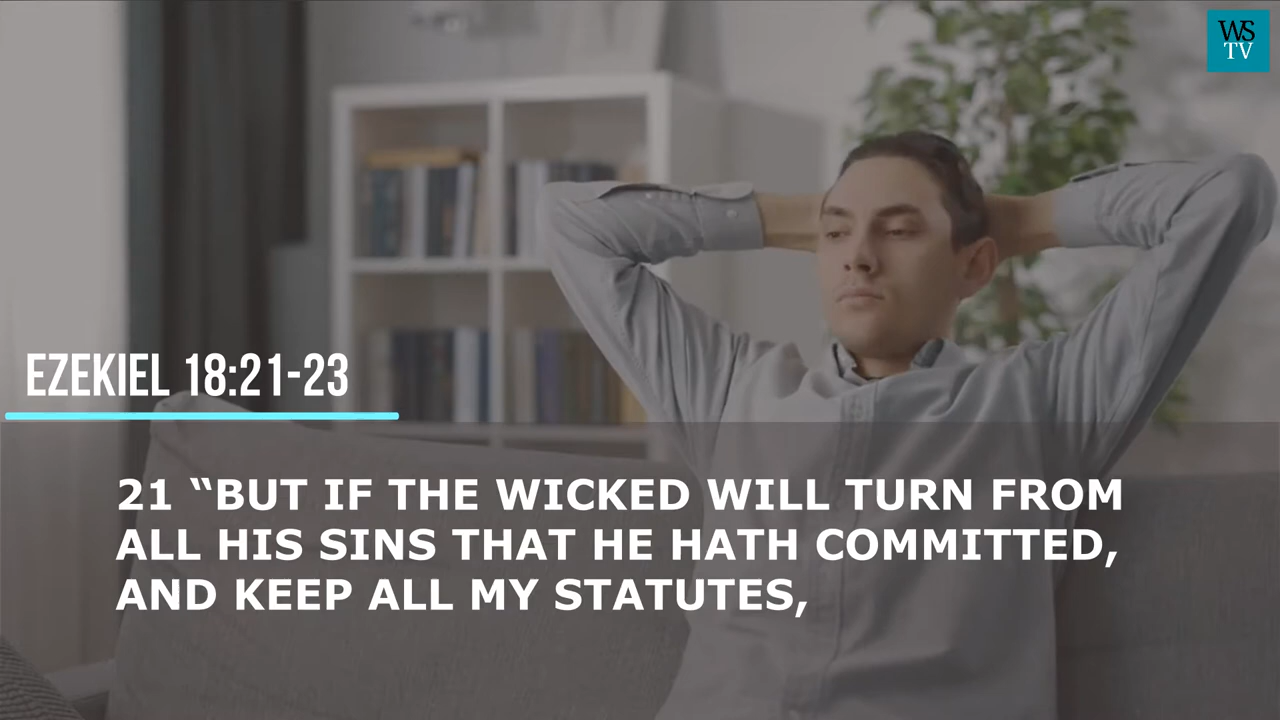 WS
TV
EZEKIEL 18:21-23
21 “BUT IF THE WICKED WILL TURN FROM
ALL HIS SINS THAT HE HATH COMMITTED,
AND KEEP ALL MY STATUTES,